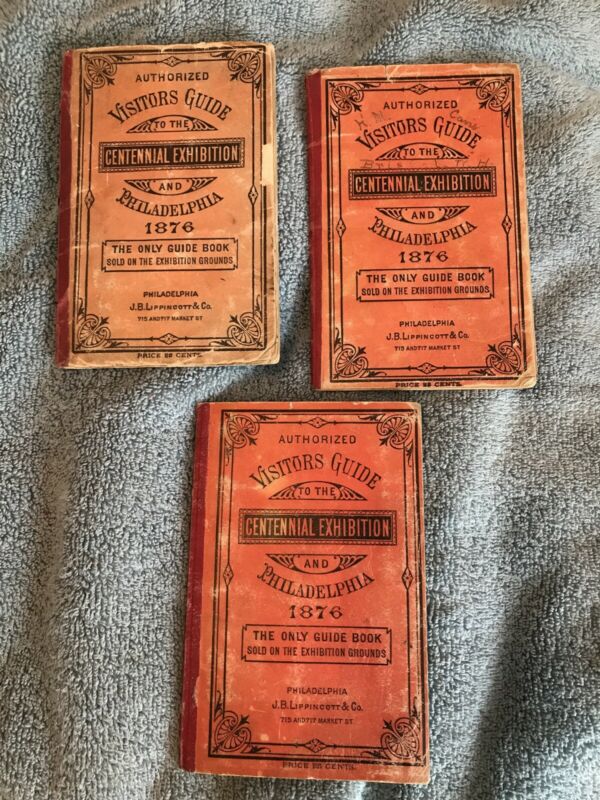 AUTHORIZED
VISITORS GUIDE
TO THE
CENTENNIAL EXHIBITION
AND
PHILADELPHIA
1876
THE ONLY GUIDE BOOK
SOLD ON THE EXHIBITION GROUNDS
PHILADELPHIA
J.B. LIPPINCOTT & CO.
715 AND 717 MARKET ST
PRICE 25 CENTS.
AUTHORIZED
VISITORS GUIDE
TO THE
CENTENNIAL EXHIBITION
AND
PHILADELPHIA
1876
THE ONLY GUIDE BOOK
SOLD ON THE EXHIBITION GROUNDS
PHILADELPHIA
J.B. LIPPINCOTT & CO.
715 AND 717 MARKET ST
PRICE 25 CENTS.
AUTHORIZED
VISITORS GUIDE
TO THE
CENTENNIAL EXHIBITION
AND
PHILADELPHIA
1876
THE ONLY GUIDE BOOK
SOLD ON THE EXHIBITION GROUNDS
PHILADELPHIA
J.B. LIPPINCOTT & CO.
715 AND 717 MARKET ST
PRICE 25 CENTS.